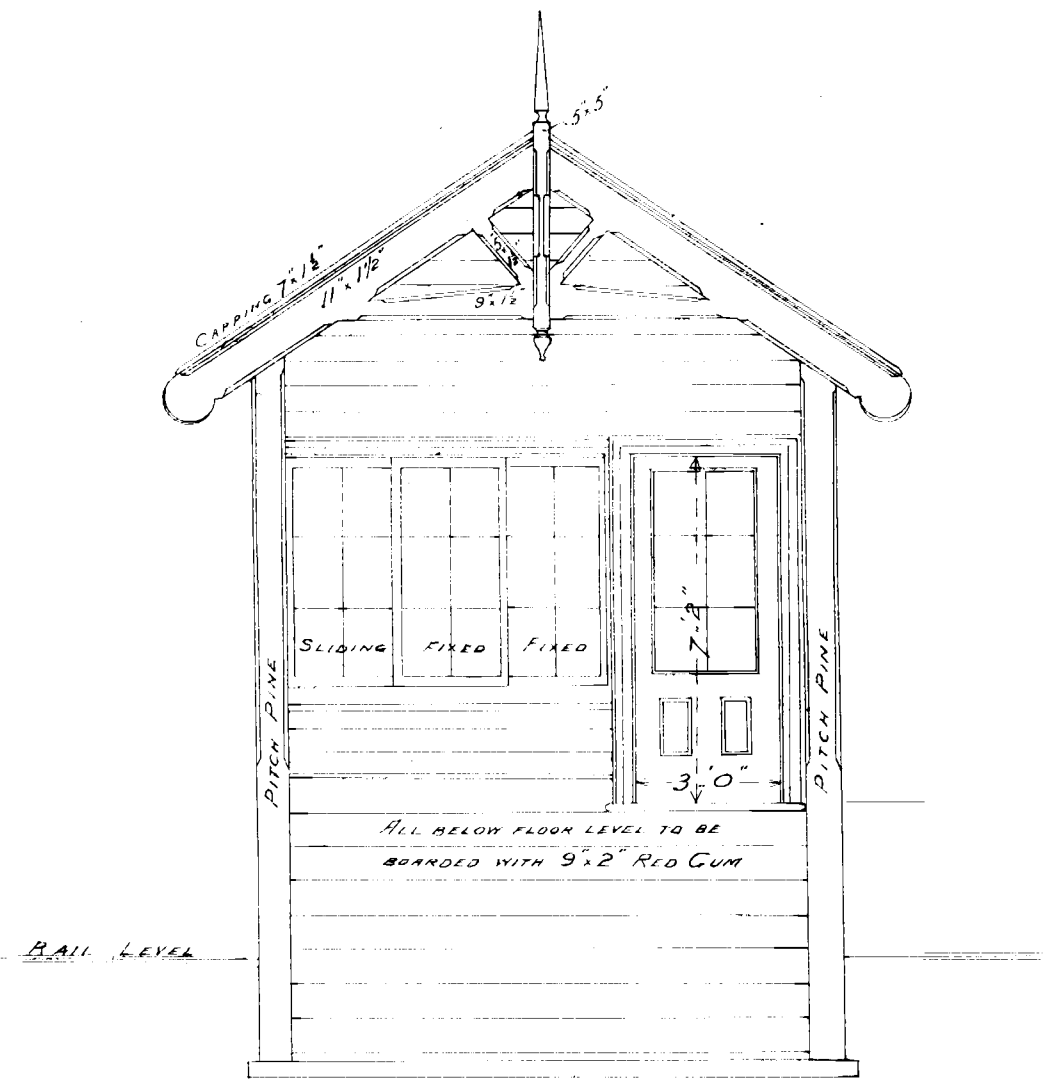 5"x5"
CAPPING 7"x1½"
11"x1½"
5"x1½"
9"x1½"
SLIDING FIXED FIXED
7'-2"
PITCH PINE
PITCH PINE
3'-0"
ALL BELOW FLOOR LEVEL TO BE
BOARDED WITH 9"x2" RED GUM
RAIL LEVEL